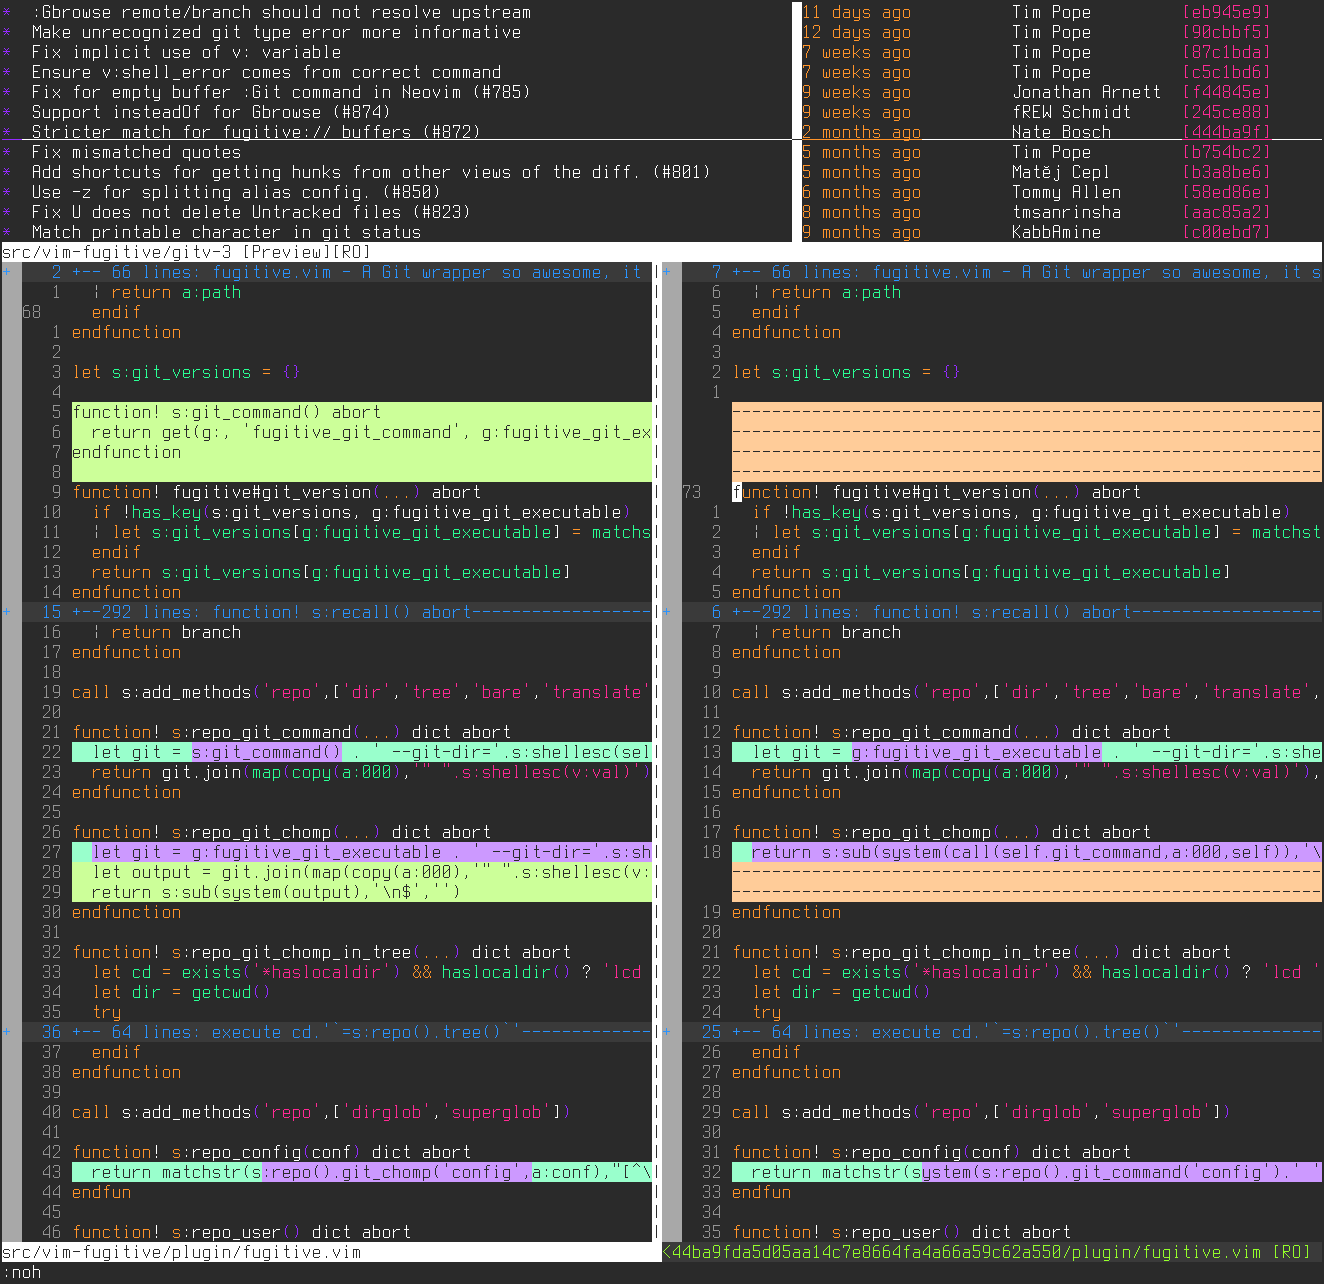 *  :Gbrowse remote/branch should not resolve upstream 11 days ago Tim Pope [eb945e9]
*  Make unrecognized git type error more informative 12 days ago Tim Pope [90cbbf5]
*  Fix implicit use of v: variable 7 weeks ago Tim Pope [87c1bda]
*  Ensure v:shell_error comes from correct command 7 weeks ago Tim Pope [c5c1bd6]
*  Fix for empty buffer :Git command in Neovim (#785) 9 weeks ago Jonathan Arnett [f44845e]
*  Support insteadOf for Gbrowse (#874) 9 weeks ago fREW Schmidt [245ce88]
*  Stricter match for fugitive:// buffers (#872) 2 months ago Nate Bosch [444ba9f]
*  Fix mismatched quotes 5 months ago Tim Pope [b754bc2]
*  Add shortcuts for getting hunks from other views of the diff. (#801) 5 months ago Matěj Cepl [b3a8be6]
*  Use -z for splitting alias config. (#850) 6 months ago Tommy Allen [58ed86e]
*  Fix U does not delete Untracked files (#823) 8 months ago tmsanrinsha [aac85a2]
*  Match printable character in git status 9 months ago KabbAmine [c00ebd7]
src/vim-fugitive/gitv-3 [Preview][RO]
+ 2 +-- 66 lines: fugitive.vim - A Git wrapper so awesome, it
1 ¦ return a:path
68 endif
1 endfunction
2
3 let s:git_versions = {}
4
5 function! s:git_command() abort
6 return get(g:, 'fugitive_git_command', g:fugitive_git_ex
7 endfunction
8
9 function! fugitive#git_version(...) abort
10 if !has_key(s:git_versions, g:fugitive_git_executable)
11 ¦ let s:git_versions[g:fugitive_git_executable] = matchs
12 endif
13 return s:git_versions[g:fugitive_git_executable]
14 endfunction
+ 15 +--292 lines: function! s:recall() abort------------------
16 ¦ return branch
17 endfunction
18
19 call s:add_methods('repo',['dir','tree','bare','translate'
20
21 function! s:repo_git_command(...) dict abort
22 let git = s:git_command() . ' --git-dir='.s:shellesc(sel
23 return git.join(map(copy(a:000),'" ".s:shellesc(v:val)')
24 endfunction
25
26 function! s:repo_git_chomp(...) dict abort
27 let git = g:fugitive_git_executable . ' --git-dir='.s:sh
28 let output = git.join(map(copy(a:000),'" ".s:shellesc(v:
29 return s:sub(system(output),'\n$','')
30 endfunction
31
32 function! s:repo_git_chomp_in_tree(...) dict abort
33 let cd = exists('*haslocaldir') && haslocaldir() ? 'lcd
34 let dir = getcwd()
35 try
+ 36 +-- 64 lines: execute cd.'`=s:repo().tree()`'-------------
37 endif
38 endfunction
39
40 call s:add_methods('repo',['dirglob','superglob'])
41
42 function! s:repo_config(conf) dict abort
43 return matchstr(s:repo().git_chomp('config',a:conf),"[^\
44 endfun
45
46 function! s:repo_user() dict abort
src/vim-fugitive/plugin/fugitive.vim
+ 7 +-- 66 lines: fugitive.vim - A Git wrapper so awesome, it s
6 ¦ return a:path
5 endif
4 endfunction
3
2 let s:git_versions = {}
1
-----------------------------------------------------------
-----------------------------------------------------------
-----------------------------------------------------------
-----------------------------------------------------------
73 function! fugitive#git_version(...) abort
1 if !has_key(s:git_versions, g:fugitive_git_executable)
2 ¦ let s:git_versions[g:fugitive_git_executable] = matchst
3 endif
4 return s:git_versions[g:fugitive_git_executable]
5 endfunction
+ 6 +--292 lines: function! s:recall() abort-------------------
7 ¦ return branch
8 endfunction
9
10 call s:add_methods('repo',['dir','tree','bare','translate',
11
12 function! s:repo_git_command(...) dict abort
13 let git = g:fugitive_git_executable . ' --git-dir='.s:she
14 return git.join(map(copy(a:000),'" ".s:shellesc(v:val)'),
15 endfunction
16
17 function! s:repo_git_chomp(...) dict abort
18 return s:sub(system(call(self.git_command,a:000,self)),'\
-----------------------------------------------------------
-----------------------------------------------------------
19 endfunction
20
21 function! s:repo_git_chomp_in_tree(...) dict abort
22 let cd = exists('*haslocaldir') && haslocaldir() ? 'lcd '
23 let dir = getcwd()
24 try
+ 25 +-- 64 lines: execute cd.'`=s:repo().tree()`'--------------
26 endif
27 endfunction
28
29 call s:add_methods('repo',['dirglob','superglob'])
30
31 function! s:repo_config(conf) dict abort
32 return matchstr(system(s:repo().git_command('config').' '
33 endfun
34
35 function! s:repo_user() dict abort
<44ba9fda5d05aa14c7e8664fa4a66a59c62a550/plugin/fugitive.vim [RO]
:noh